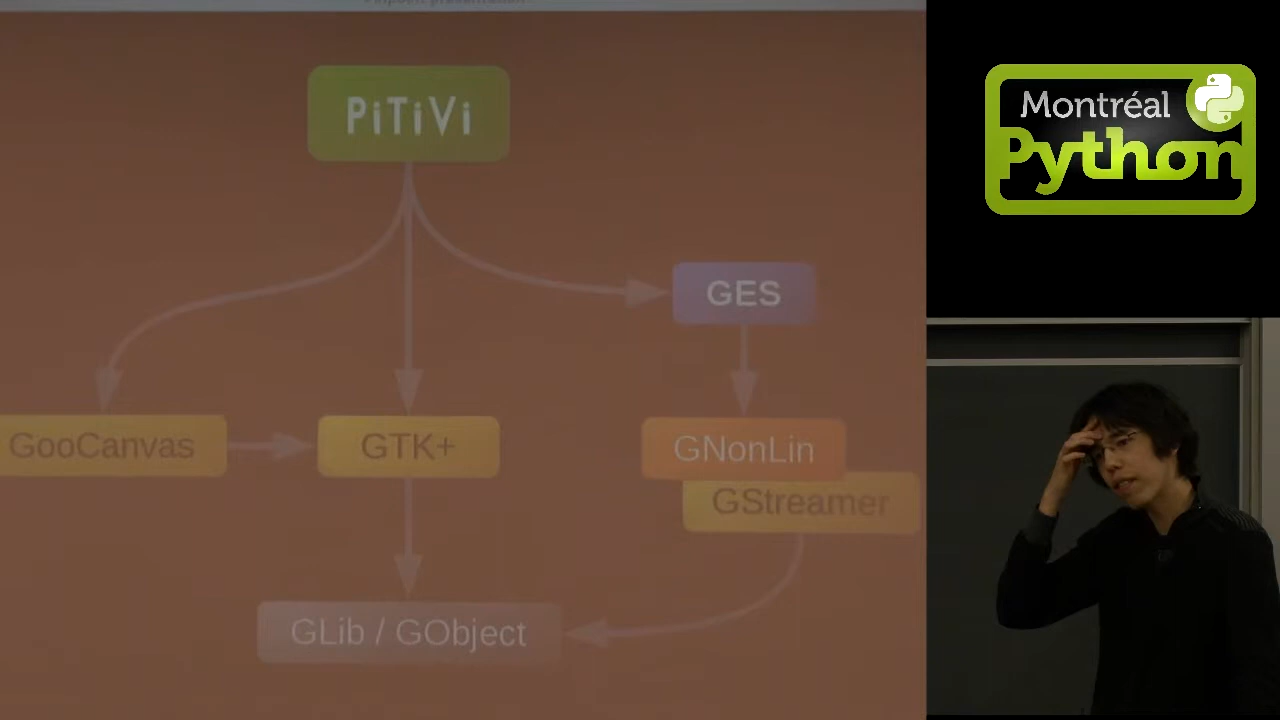 PiTiVi
GES
GooCanvas
GTK+
GNonLin
GStreamer
GLib / GObject
Montréal
Python